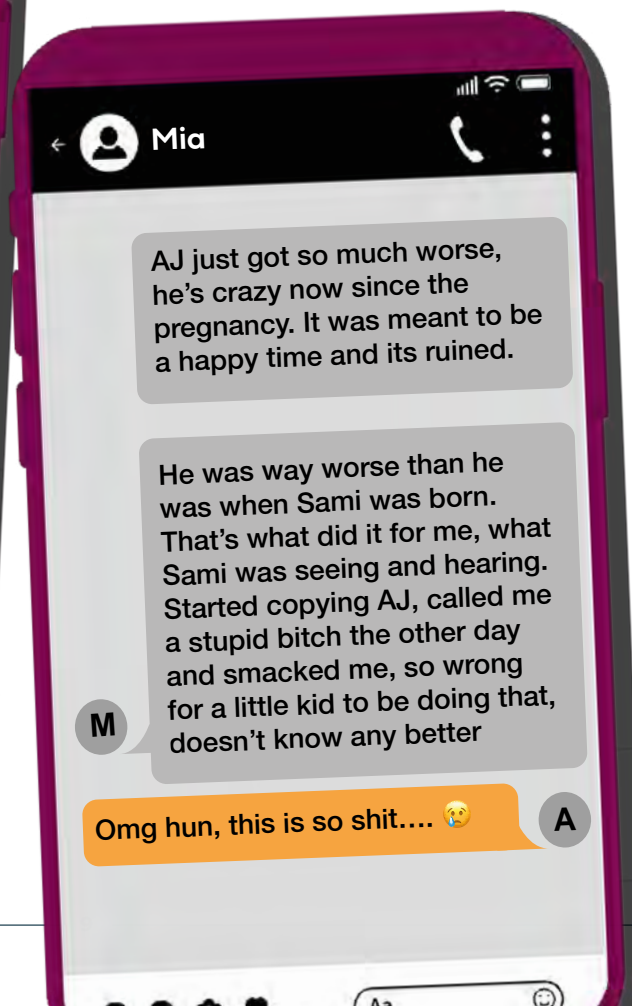 Mia
AJ just got so much worse,
he's crazy now since the
pregnancy. It was meant to be
a happy time and its ruined.
He was way worse than he
was when Sami was born.
That's what did it for me, what
Sami was seeing and hearing.
Started copying AJ, called me
a stupid bitch the other day
and smacked me, so wrong
for a little kid to be doing that,
doesn't know any better
M
Omg hun, this is so shit.... 😢
A
Aa